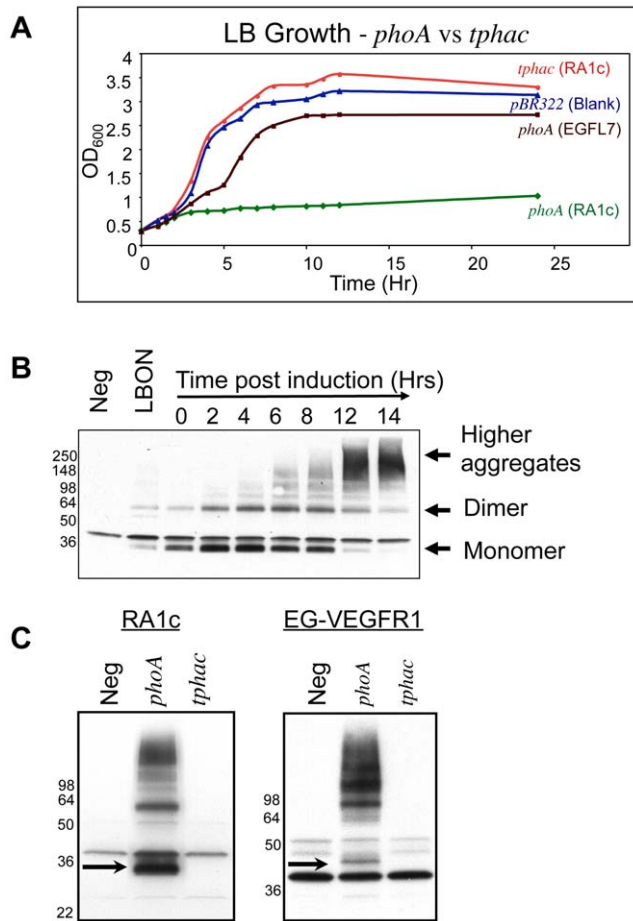 A
LB Growth - phoA vs tphac
OD600
4
3.5
3
2.5
2
1.5
1
0.5
0
5
10
15
20
25
Time (Hr)
tphac (RA1c)
pBR322 (Blank)
phoA (EGFL7)
phoA (RA1c)
B
Neg
LBON
Time post induction (Hrs)
0 2 4 6 8 12 14
250
148
98
64
50
36
Higher
aggregates
Dimer
Monomer
C
RA1c
Neg
phoA
tphac
98
64
50
36
22
EG-VEGFR1
Neg
phoA
tphac
98
64
50
36